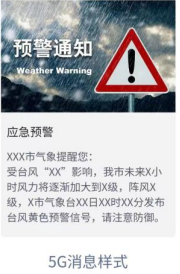 预警通知
Weather Warning
应急预警
XXX市气象提醒您：
受台风“XX”影响，我市未来X小
时风力将逐渐加大到X级，阵风X
级，X市气象台XX日XX时XX分发布
台风黄色预警信号，请注意防御。
5G消息样式